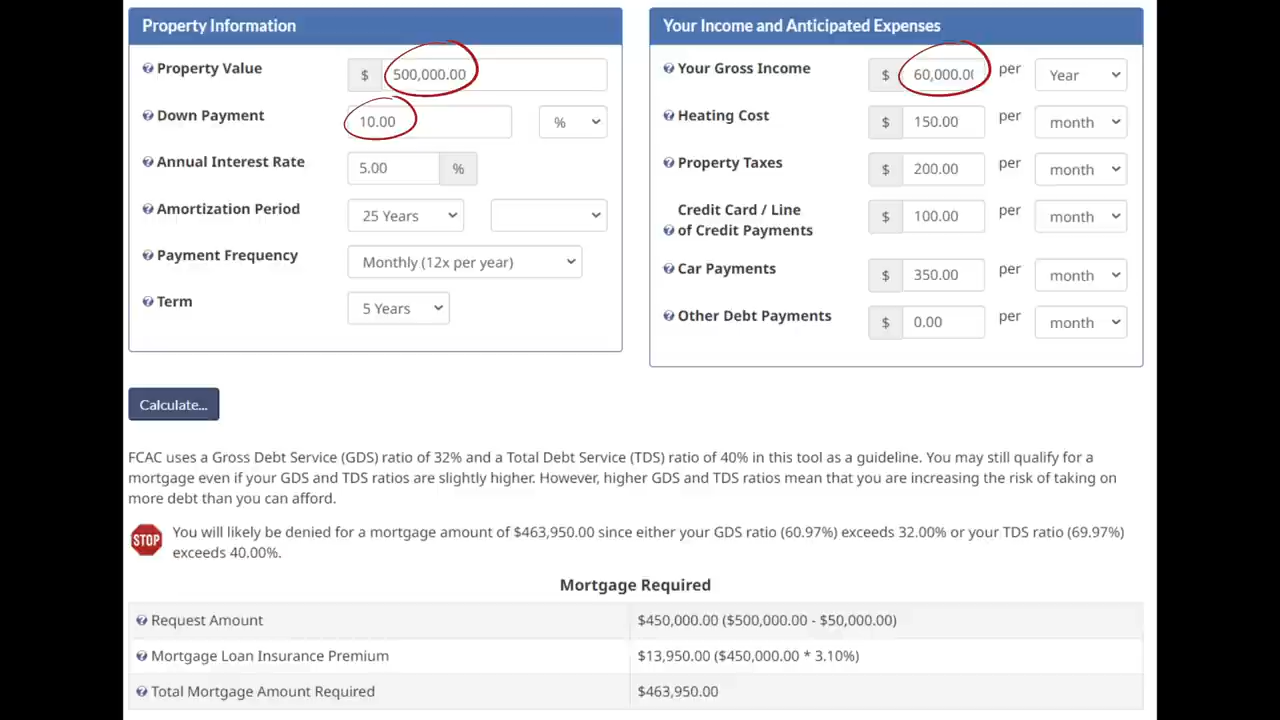 Property Information
Property Value $ 500,000.00
Down Payment 10.00 %
Annual Interest Rate 5.00 %
Amortization Period 25 Years
Payment Frequency Monthly (12x per year)
Term 5 Years
Your Income and Anticipated Expenses
Your Gross Income $ 60,000.0 per Year
Heating Cost $ 150.00 per month
Property Taxes $ 200.00 per month
Credit Card / Line
of Credit Payments $ 100.00 per month
Car Payments $ 350.00 per month
Other Debt Payments $ 0.00 per month
Calculate...
FCAC uses a Gross Debt Service (GDS) ratio of 32% and a Total Debt Service (TDS) ratio of 40% in this tool as a guideline. You may still qualify for a
mortgage even if your GDS and TDS ratios are slightly higher. However, higher GDS and TDS ratios mean that you are increasing the risk of taking on
more debt than you can afford.
STOP
You will likely be denied for a mortgage amount of $463,950.00 since either your GDS ratio (60.97%) exceeds 32.00% or your TDS ratio (69.97%)
exceeds 40.00%.
Mortgage Required
Request Amount $450,000.00 ($500,000.00 - $50,000.00)
Mortgage Loan Insurance Premium $13,950.00 ($450,000.00 * 3.10%)
Total Mortgage Amount Required $463,950.00